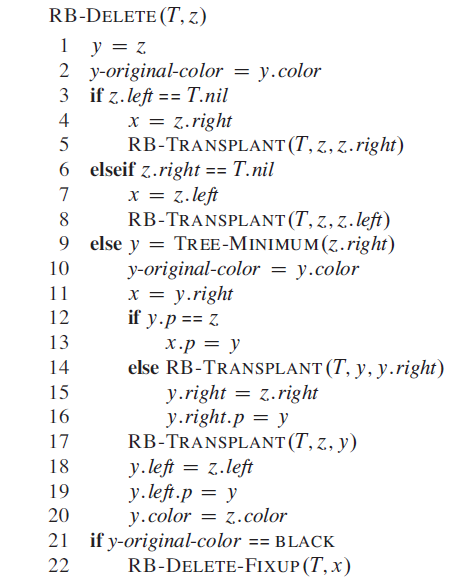 RB-DELETE(T, z)
1 y = z
2 y-original-color = y.color
3 if z.left == T.nil
4 x = z.right
5 RB-TRANSPLANT(T, z, z.right)
6 elseif z.right == T.nil
7 x = z.left
8 RB-TRANSPLANT(T, z, z.left)
9 else y = TREE-MINIMUM(z.right)
10 y-original-color = y.color
11 x = y.right
12 if y.p == z
13 x.p = y
14 else RB-TRANSPLANT(T, y, y.right)
15 y.right = z.right
16 y.right.p = y
17 RB-TRANSPLANT(T, z, y)
18 y.left = z.left
19 y.left.p = y
20 y.color = z.color
21 if y-original-color == BLACK
22 RB-DELETE-FIXUP(T, x)